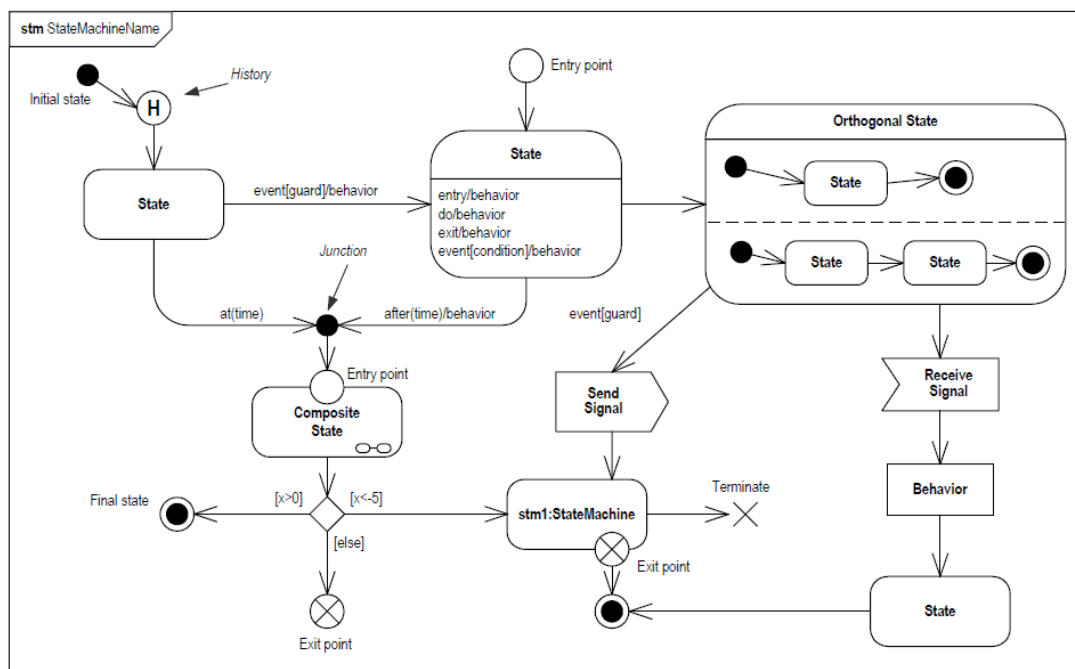 stm StateMachineName
History
Initial state
H
Entry point
Orthogonal State
State
State
State
event[guard]/behavior
entry/behavior
do/behavior
exit/behavior
event[condition]/behavior
State
State
Junction
at(time)
after(time)/behavior
event[guard]
Entry point
Composite
State
Send
Signal
Receive
Signal
Final state
[x>0]
[x<-5]
[else]
stm1:StateMachine
Terminate
Behavior
Exit point
Exit point
State